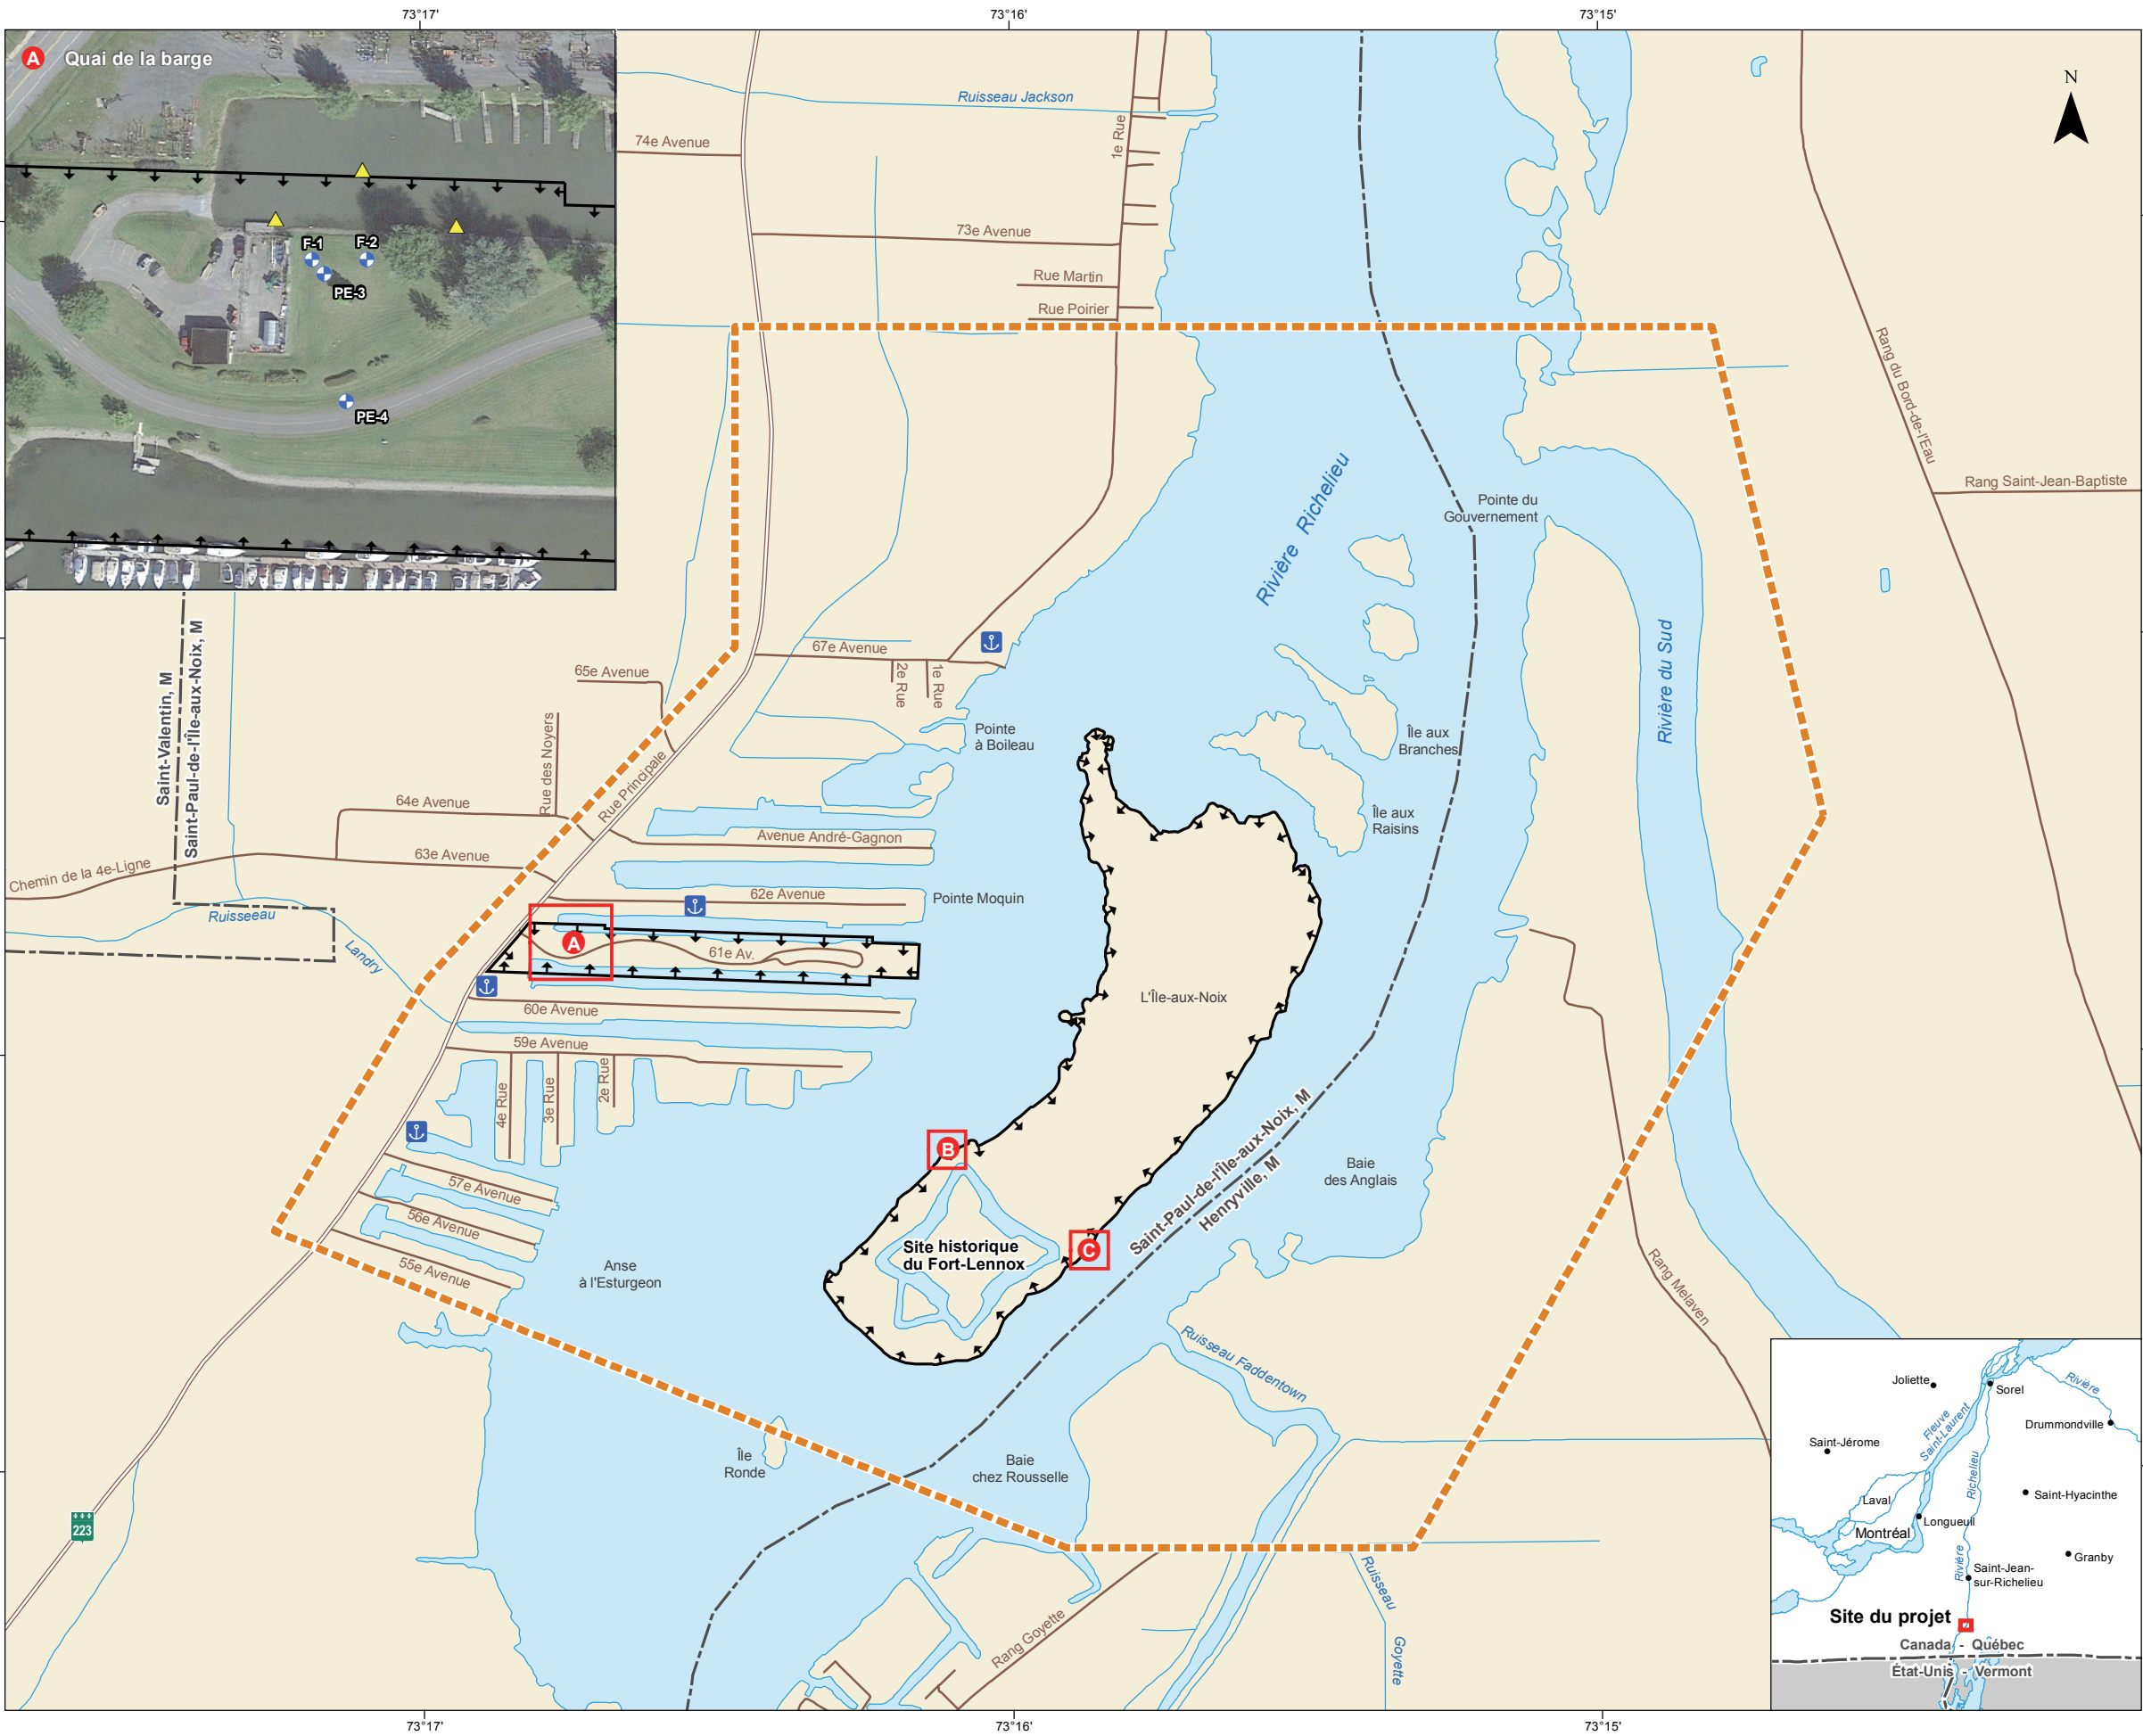 73°17'
73°16'
73°15'
A Quai de la barge
F-1
F-2
PE-3
PE-4
N
Ruisseau Jackson
74e Avenue
1e Rue
73e Avenue
Rue Martin
Rue Poirier
Rang du Bord-de-l'Eau
Rang Saint-Jean-Baptiste
Rivière Richelieu
Pointe du
Gouvernement
Rivière du Sud
Saint-Valentin, M
Saint-Paul-de-l'Île-aux-Noix, M
67e Avenue
2e Rue
1e Rue
65e Avenue
Rue des Noyers
Rue Principale
Pointe
à Boileau
Île aux
Branches
Île aux
Raisins
64e Avenue
63e Avenue
Chemin de la 4e-Ligne
Avenue André-Gagnon
62e Avenue
Pointe Moquin
Ruisseeau
Landry
A
61e Av.
60e Avenue
59e Avenue
4e Rue
3e Rue
2e Rue
L'Île-aux-Noix
B
C
Saint-Paul-de-l'Île-aux-Noix, M
Henryville, M
Baie
des Anglais
57e Avenue
56e Avenue
55e Avenue
Anse
à l'Esturgeon
Site historique
du Fort-Lennox
Rang Melaven
Ruisseau Faddentown
Île
Ronde
Baie
chez Rousselle
223
Rang Goyette
Ruisseau
Goyette
Joliette
Sorel
Rivière
Drummondville
Fleuve
Saint-Laurent
Saint-Jérome
Richelieu
Saint-Hyacinthe
Laval
Longueuil
Montréal
Granby
Rivière
Saint-Jean-
sur-Richelieu
Site du projet
Canada - Québec
État-Unis - Vermont
73°17'
73°16'
73°15'